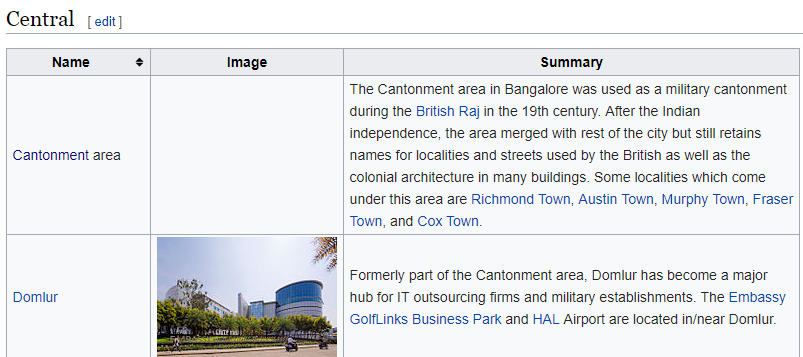 Central [ edit ]
Name Image Summary
Cantonment area
The Cantonment area in Bangalore was used as a military cantonment
during the British Raj in the 19th century. After the Indian
independence, the area merged with rest of the city but still retains
names for localities and streets used by the British as well as the
colonial architecture in many buildings. Some localities which come
under this area are Richmond Town, Austin Town, Murphy Town, Fraser
Town, and Cox Town.
Domlur
Formerly part of the Cantonment area, Domlur has become a major
hub for IT outsourcing firms and military establishments. The Embassy
GolfLinks Business Park and HAL Airport are located in/near Domlur.